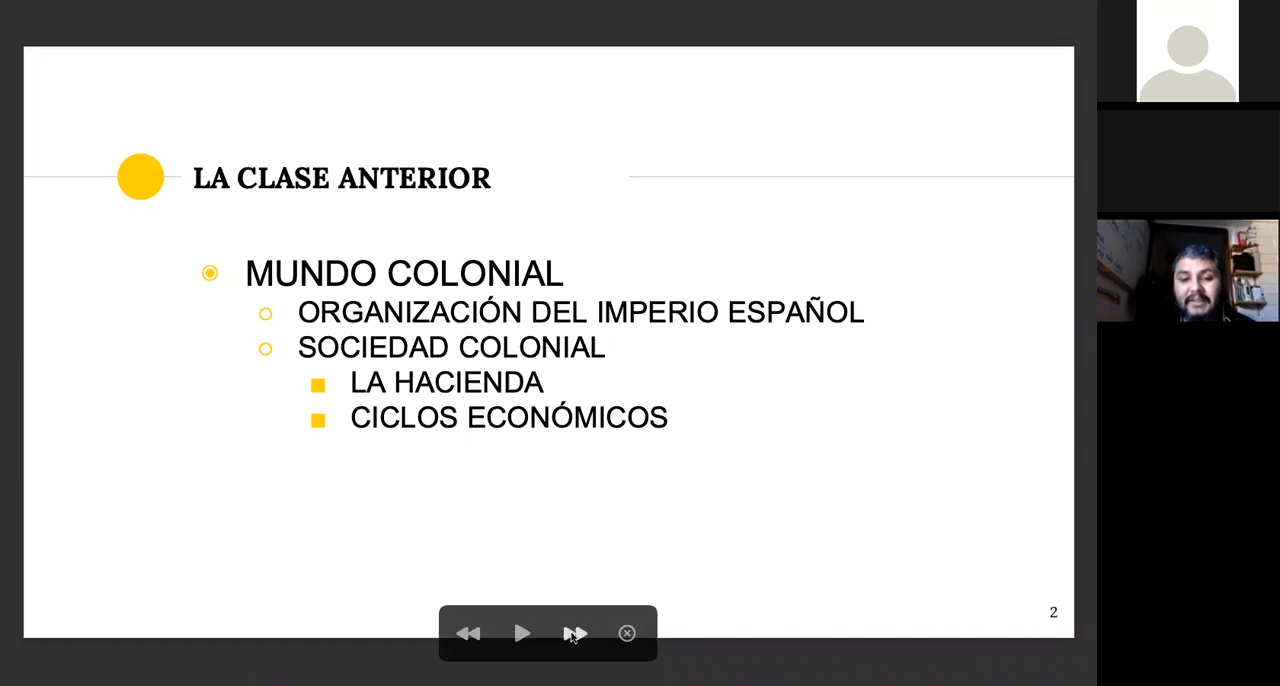 LA CLASE ANTERIOR
MUNDO COLONIAL
ORGANIZACIÓN DEL IMPERIO ESPAÑOL
SOCIEDAD COLONIAL
LA HACIENDA
CICLOS ECONÓMICOS
2